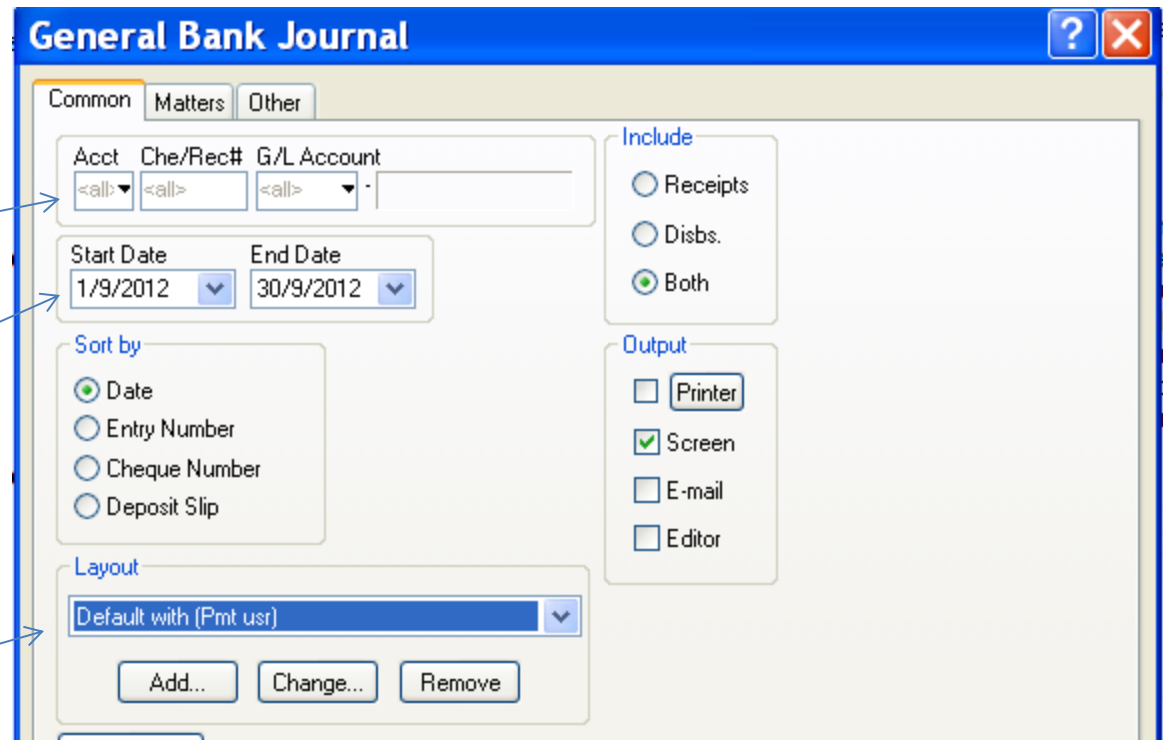 General Bank Journal
?
Common Matters Other
Acct Che/Rec# G/L Account
<all> <all> <all> -
Start Date End Date
1/9/2012 30/9/2012
Sort by
Date
Entry Number
Cheque Number
Deposit Slip
Layout
Default with (Pmt usr)
Add... Change... Remove
Include
Receipts
Disbs.
Both
Output
Printer
Screen
E-mail
Editor